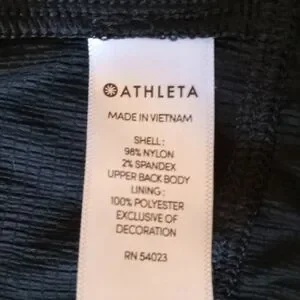 ATHLETA
MADE IN VIETNAM
SHELL:
98% NYLON
2% SPANDEX
UPPER BACK BODY
LINING:
100% POLYESTER
EXCLUSIVE OF
DECORATION
RN 54023